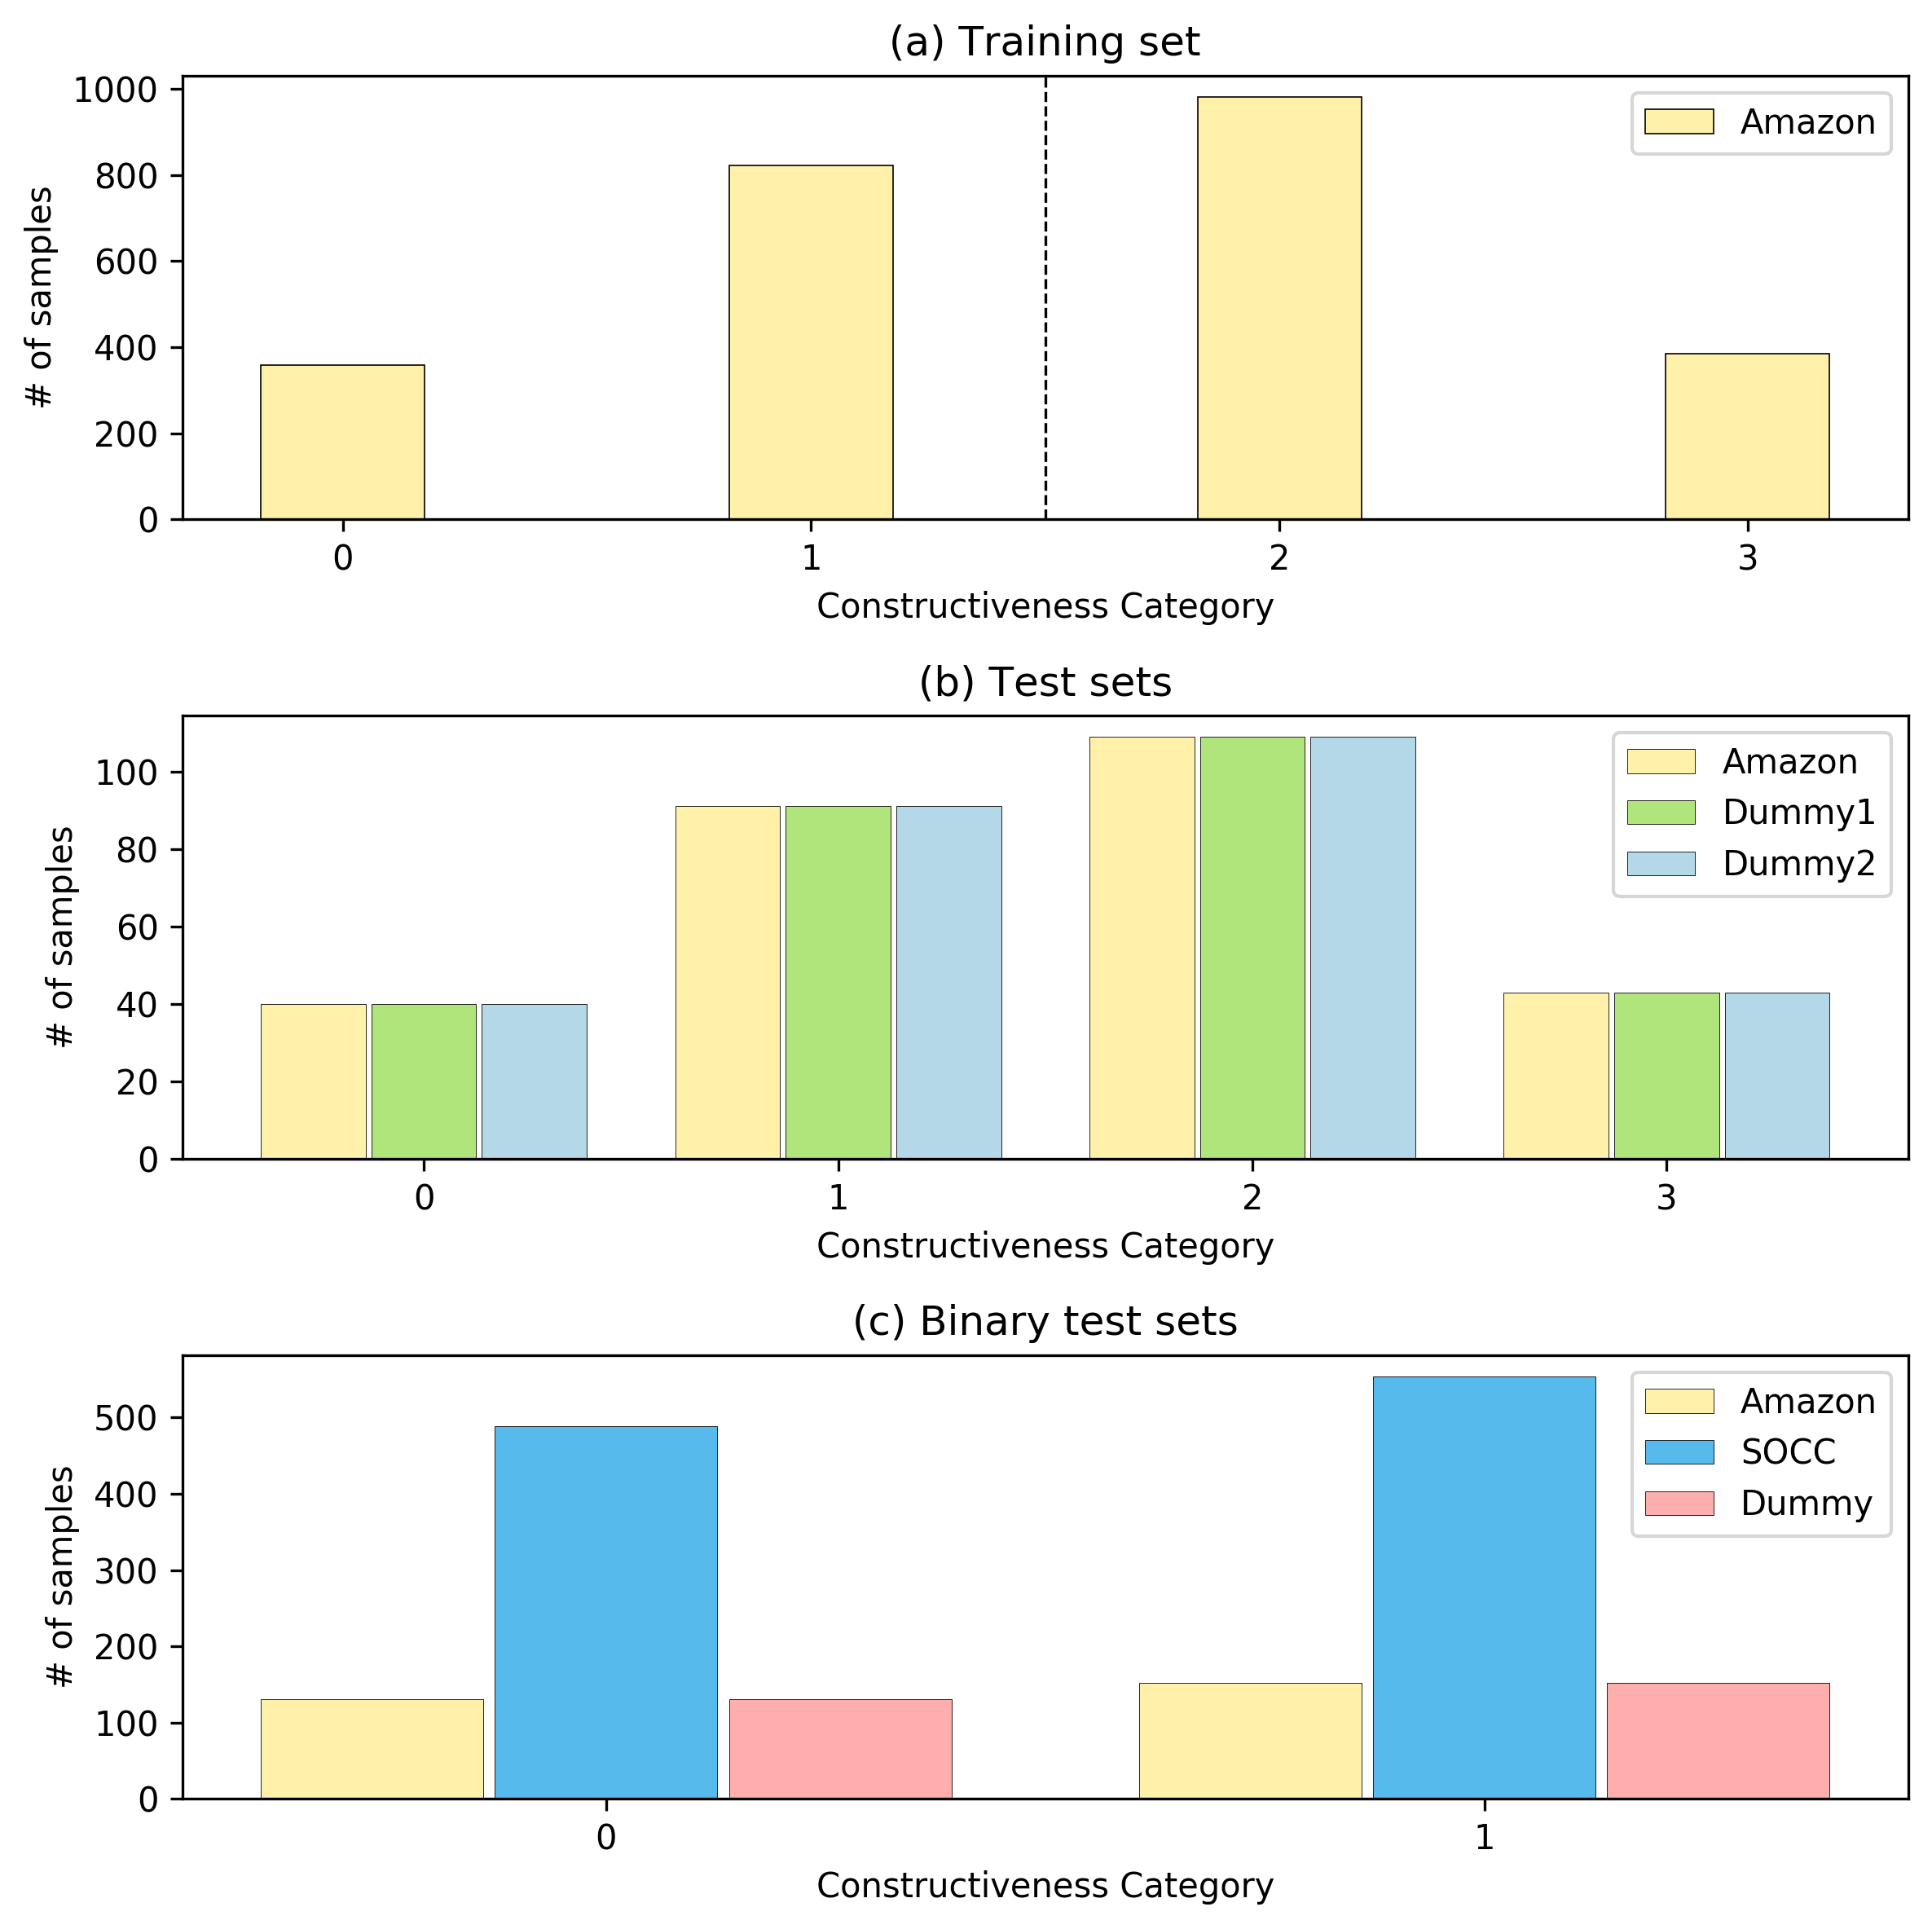 (a) Training set
1000
800
600
400
200
0
# of samples
Amazon
0 1 2 3
Constructiveness Category
(b) Test sets
100
80
60
40
20
0
# of samples
Amazon
Dummy1
Dummy2
0 1 2 3
Constructiveness Category
(c) Binary test sets
500
400
300
200
100
0
# of samples
Amazon
SOCC
Dummy
0 1
Constructiveness Category